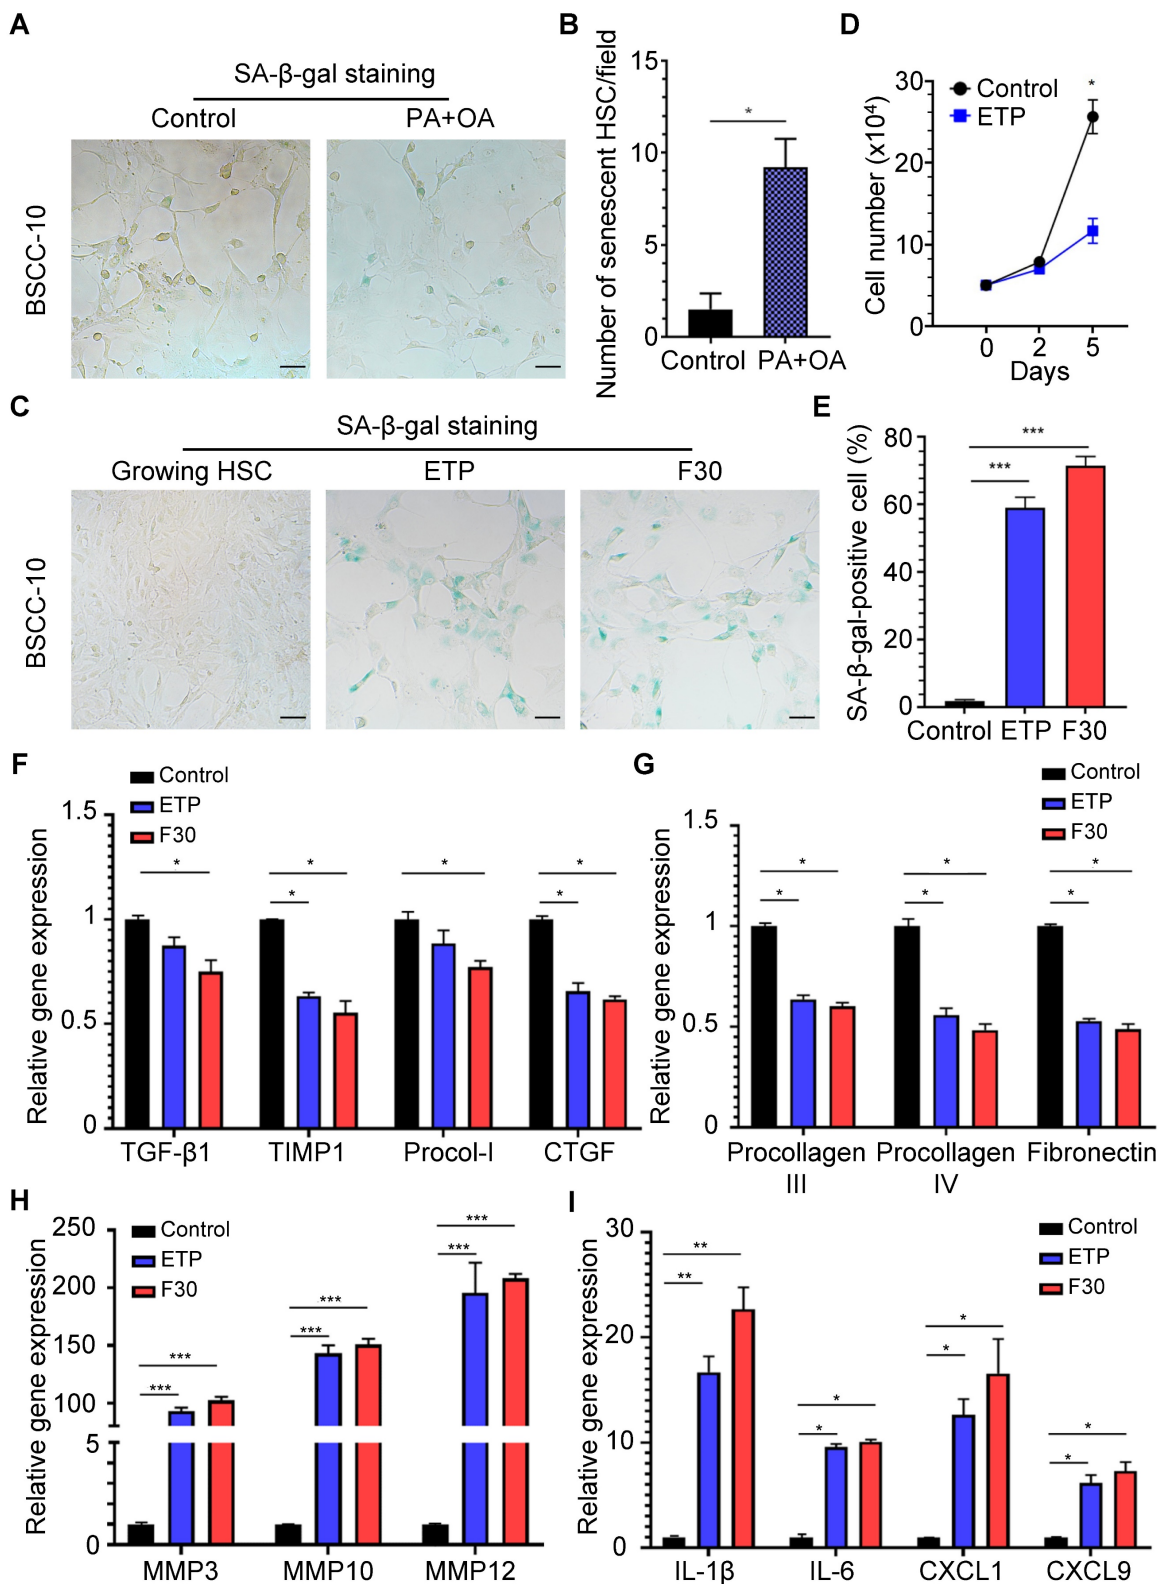 A
SA-β-gal staining
Control
PA+OA
BSCC-10
B
Number of senescent HSC/field
15
10
5
0
*
Control
PA+OA
D
Cell number (x10⁴)
30
20
10
0
Control
ETP
*
0
2
5
Days
C
SA-β-gal staining
Growing HSC
ETP
F30
BSCC-10
E
SA-β-gal-positive cell (%)
80
60
40
20
0
***
***
Control
ETP
F30
F
Control
ETP
F30
Relative gene expression
1.5
1
0.5
0
*
*
*
*
*
*
TGF-β1
TIMP1
Procol-I
CTGF
G
Control
ETP
F30
Relative gene expression
1.5
1
0.5
0
*
*
*
*
*
*
Procollagen
III
Procollagen
IV
Fibronectin
H
Control
ETP
F30
Relative gene expression
250
200
150
100
5
0
***
***
***
***
***
***
MMP3
MMP10
MMP12
I
Control
ETP
F30
Relative gene expression
30
20
10
0
**
**
*
*
*
*
*
*
IL-1β
IL-6
CXCL1
CXCL9